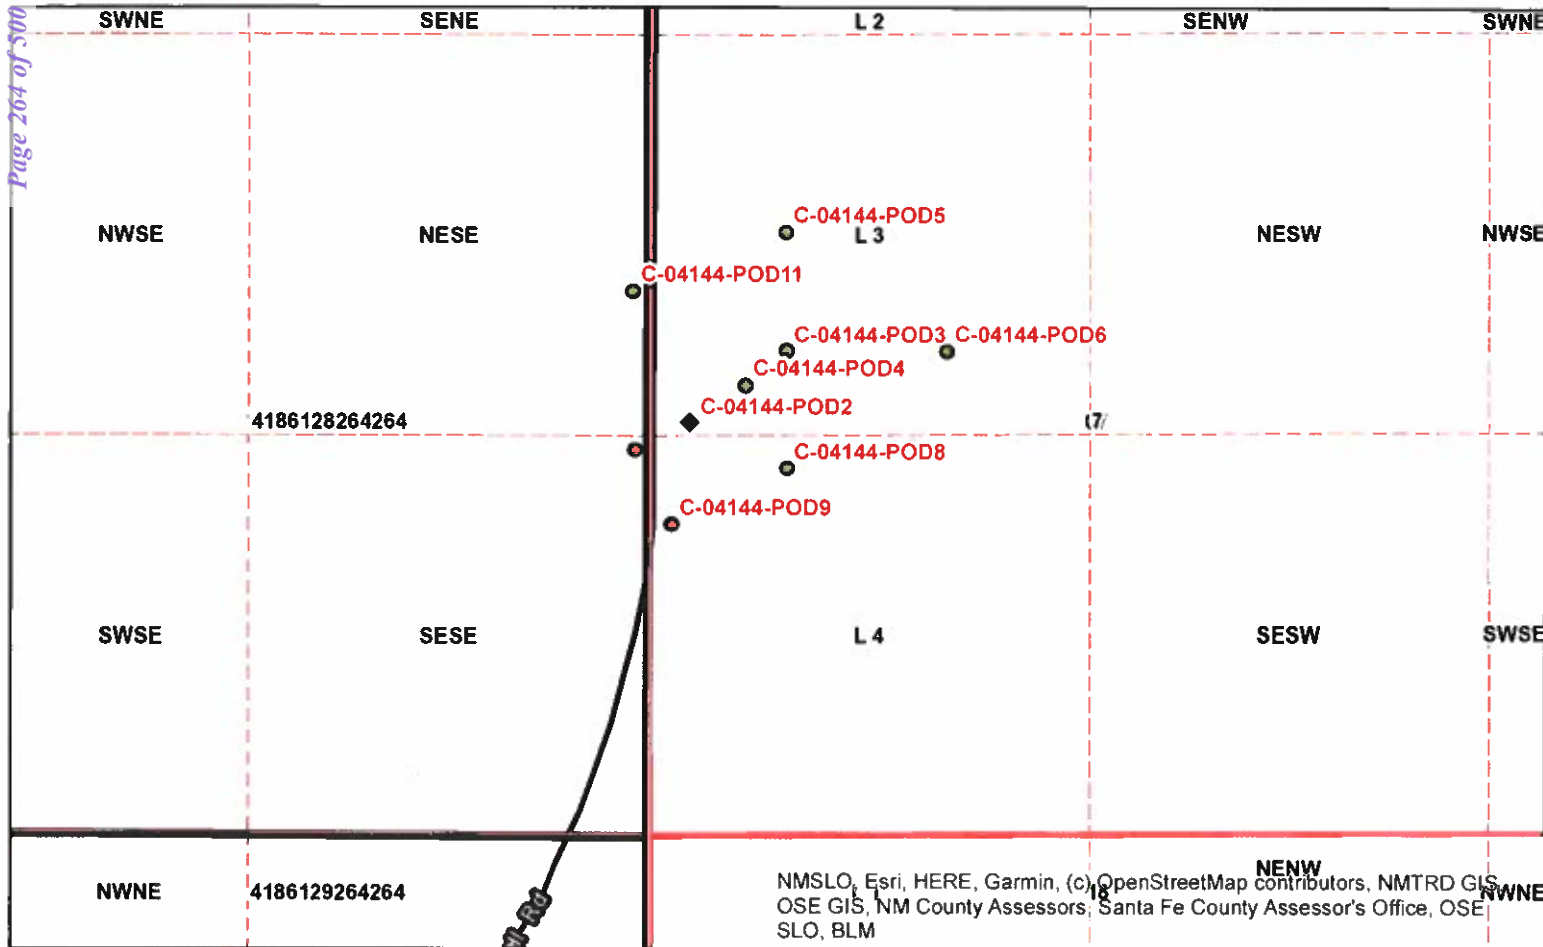 Page 264 of 500
SWNE
SENE
L 2
SENW
SWNE
C-04144-POD5
NWSE
NESE
L 3
NESW
NWSE
C-04144-POD11
C-04144-POD3
C-04144-POD6
C-04144-POD4
C-04144-POD2
4186128264264
C-04144-POD8
C-04144-POD9
SWSE
SESE
L 4
SESW
SWSE
NENW
NWNE
4186129264264
18
NWNE
Rd
NMSLO, Esri, HERE, Garmin, (c) OpenStreetMap contributors, NMTRD GIS,
OSE GIS, NM County Assessors, Santa Fe County Assessor's Office, OSE
SLO, BLM